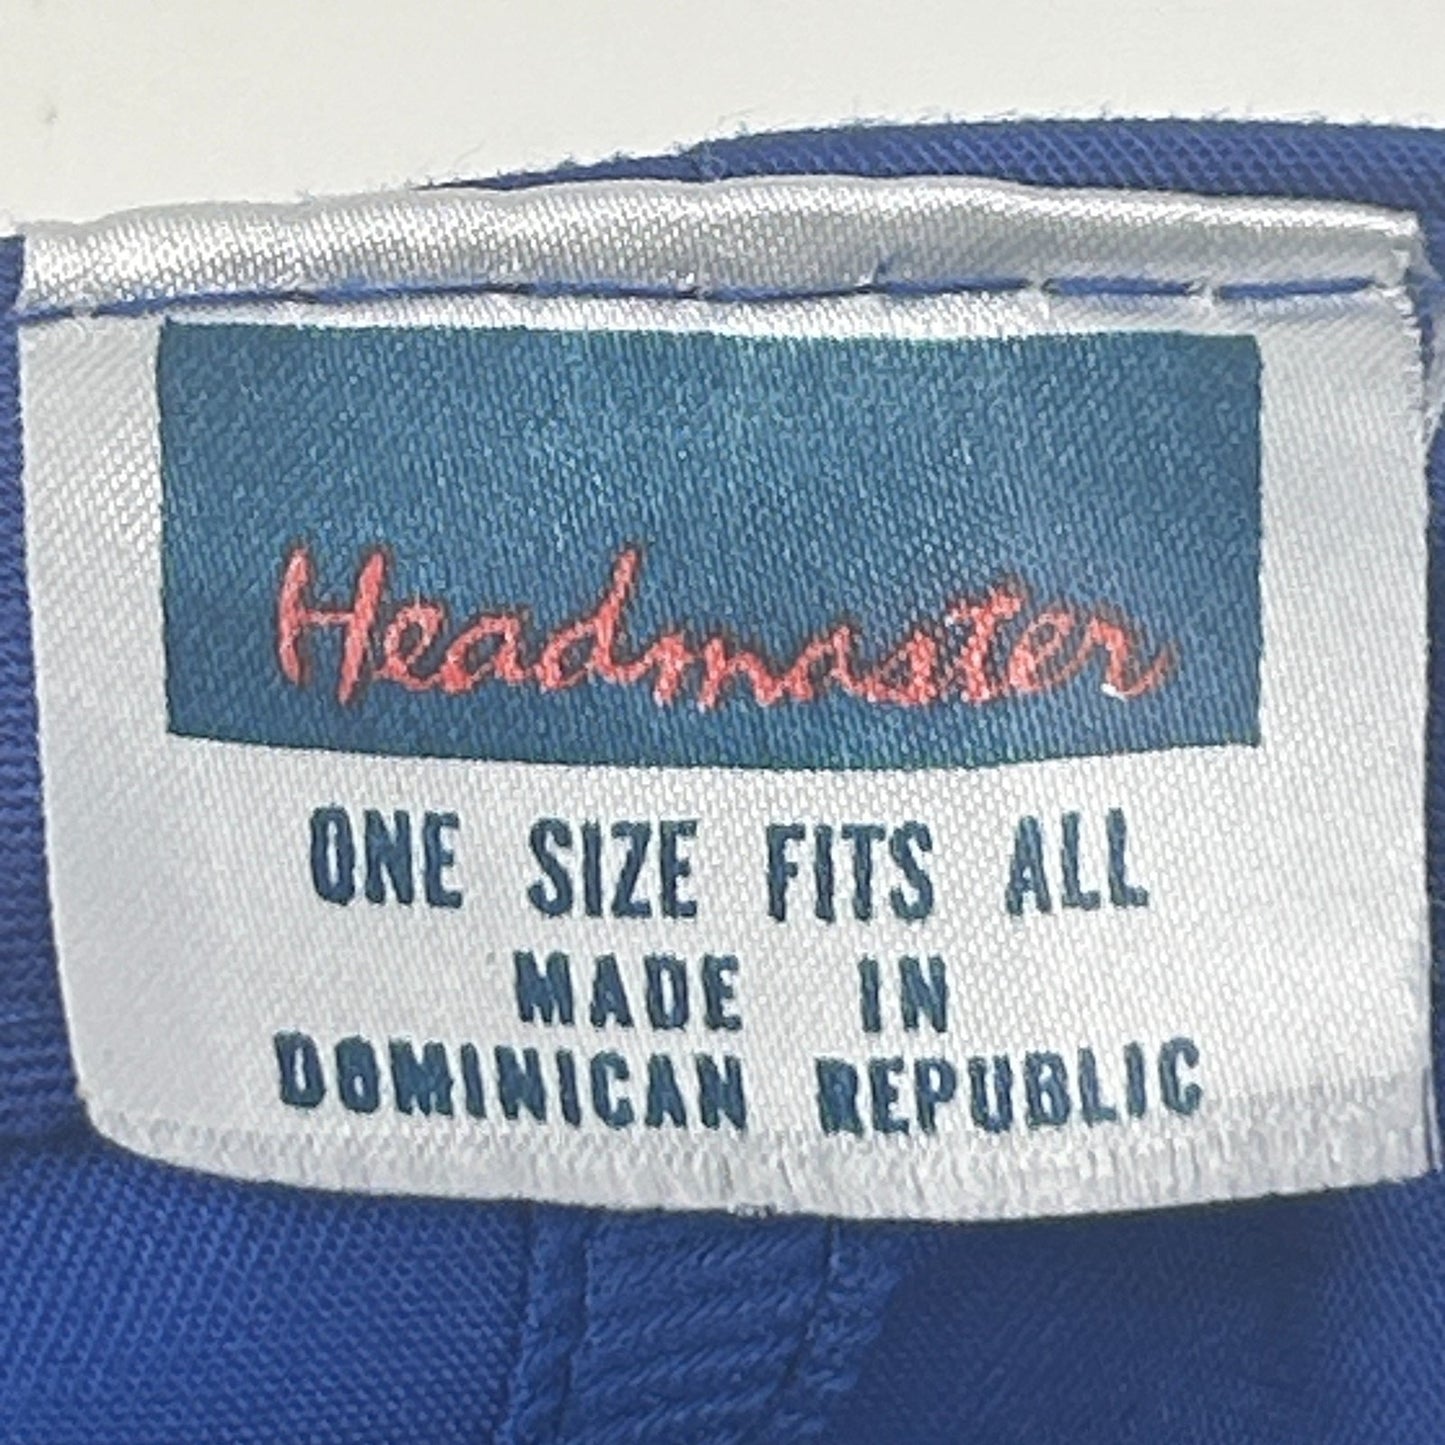 Headmaster
ONE SIZE FITS ALL
MADE IN
DOMINICAN REPUBLIC